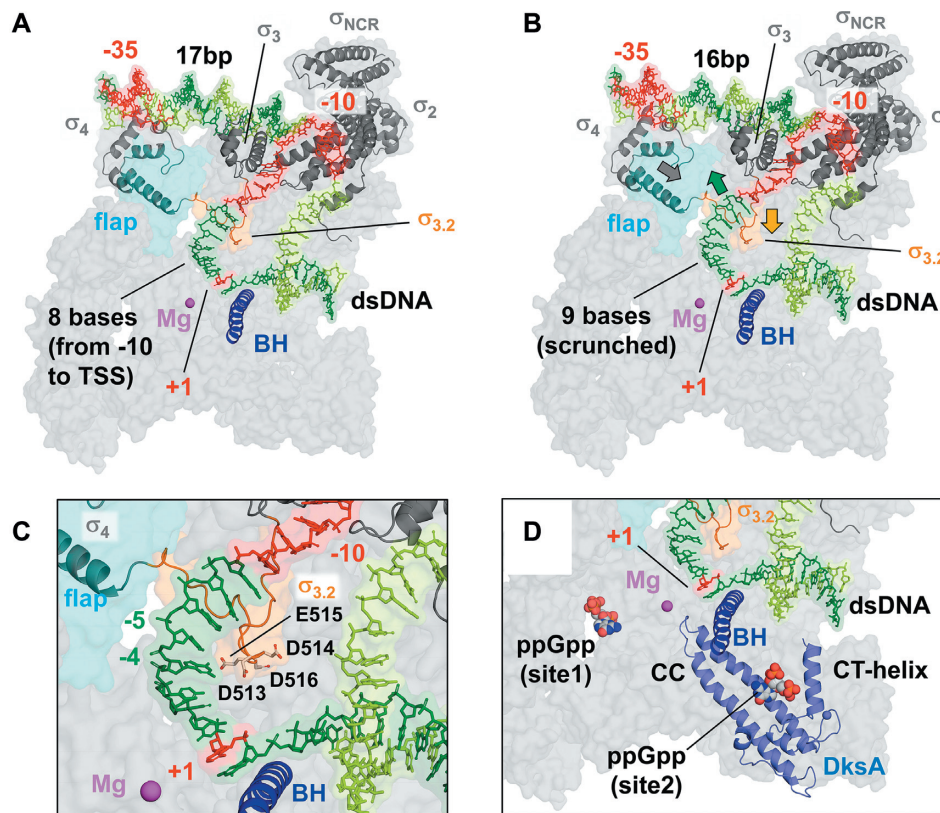 A
-35
17bp
σ3
σNCR
-10
σ2
σ4
flap
σ3.2
8 bases
(from -10
to TSS)
Mg
BH
dsDNA
+1
B
-35
16bp
σ3
σNCR
-10
σ
σ4
flap
σ3.2
9 bases
(scrunched)
Mg
BH
dsDNA
+1
C
σ4
flap
-10
σ3.2
-5
-4
E515
D514
D513
D516
+1
Mg
BH
D
σ3.2
+1
Mg
dsDNA
ppGpp
(site1)
BH
CC
CT-helix
ppGpp
(site2)
DksA